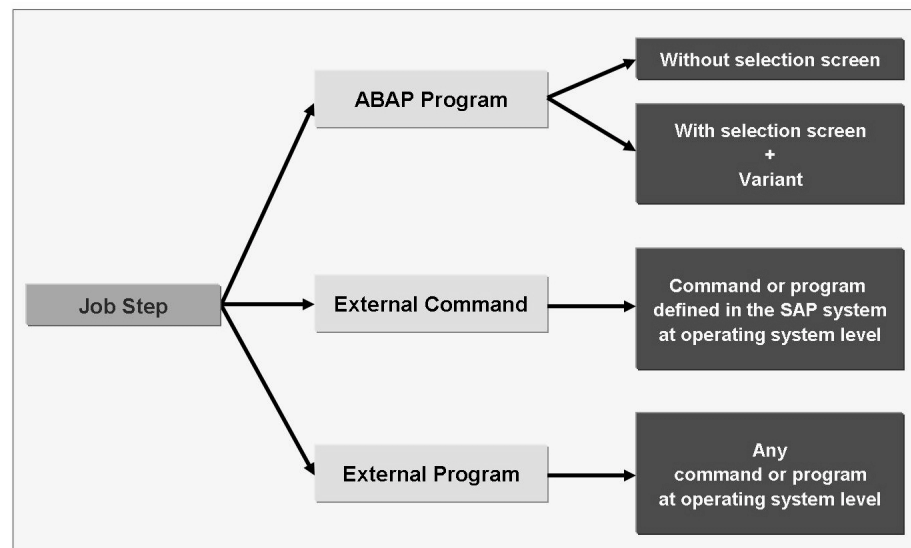 Job Step
ABAP Program
Without selection screen
With selection screen
+
Variant
External Command
Command or program
defined in the SAP system
at operating system level
External Program
Any
command or program
at operating system level